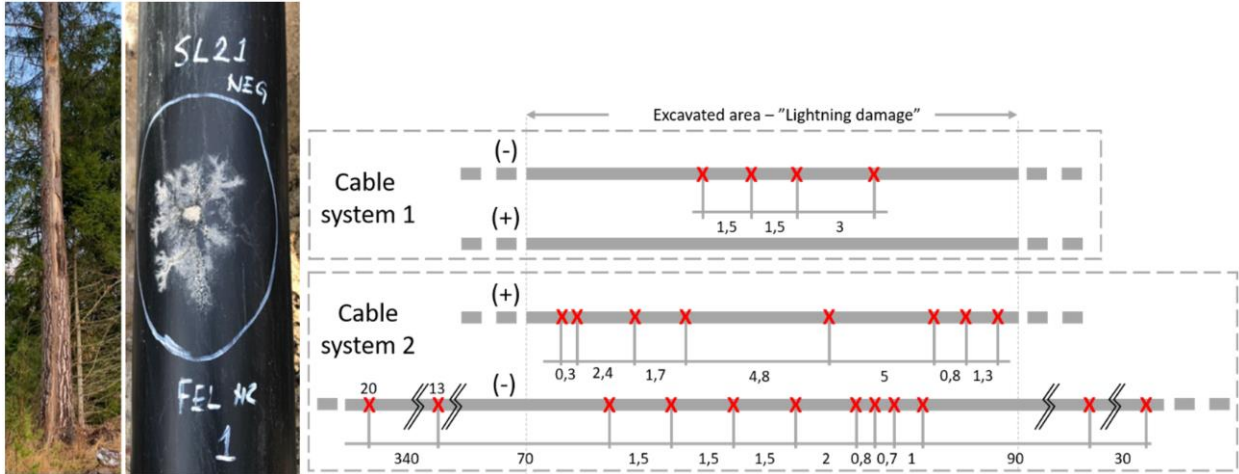 SL21
NEG
FEL NR
1
Excavated area – "Lightning damage"
Cable
system 1
(-)
X X X X
1,5 1,5 3
(+)
Cable
system 2
(+)
X X X X X X X X
0,3 2,4 1,7 4,8 5 0,8 1,3
(-)
20 13
X X X X X X X X X X X X
340 70 1,5 1,5 1,5 2 0,8 0,7 1 90 30